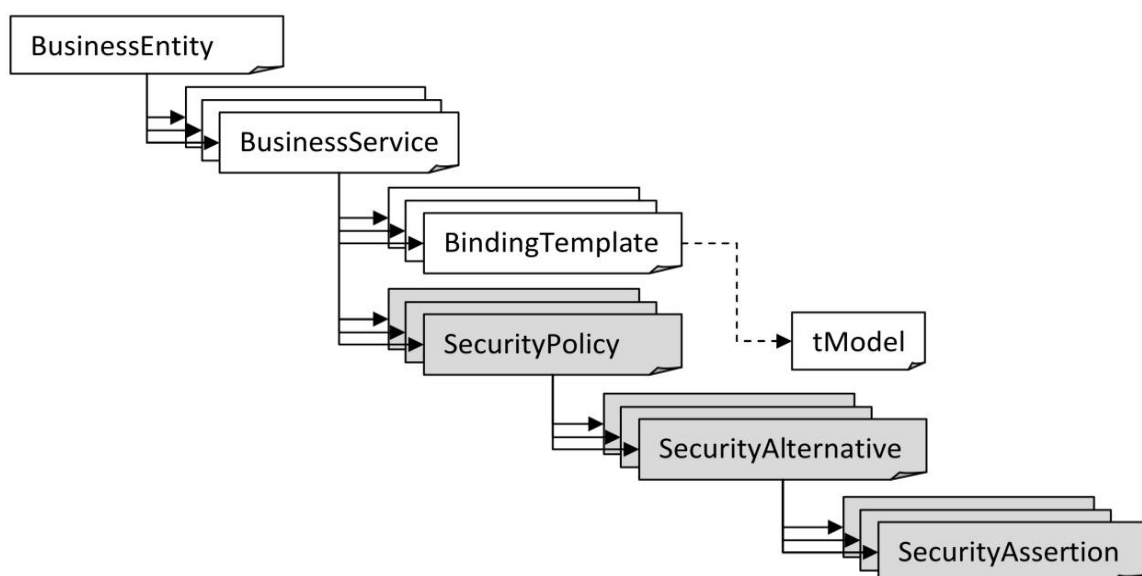 BusinessEntity
BusinessService
BindingTemplate
SecurityPolicy
tModel
SecurityAlternative
SecurityAssertion